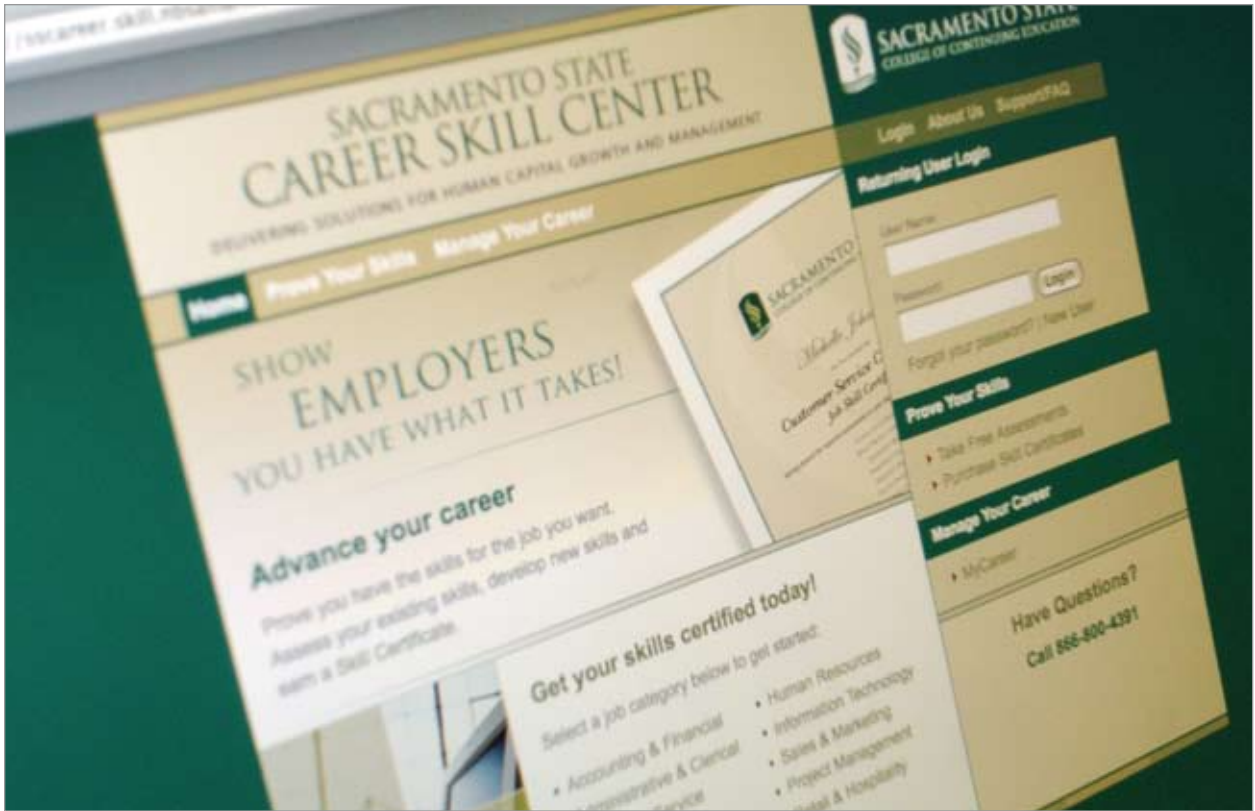 SACRAMENTO STATE
CAREER SKILL CENTER
DELIVERING SOLUTIONS FOR HUMAN CAPITAL GROWTH AND MANAGEMENT
Home Prove Your Skills Manage Your Career
SHOW
EMPLOYERS
YOU HAVE WHAT IT TAKES!
Advance your career
Prove you have the skills for the job you want.
Assess your existing skills, develop new skills and
earn a Skill Certificate.
SACRAMENTO
Customer Service
Job Skill
Get your skills certified today!
Select a job category below to get started:
• Accounting & Financial
Administrative & Clerical
Service
• Human Resources
• Information Technology
• Sales & Marketing
• Project Management
& Hospitality
SACRAMENTO STATE
COLLEGE OF CONTINUING EDUCATION
Login About Us Support/FAQ
Returning User Login
User Name:
Password:
Login
Forgot your password? | New User
Prove Your Skills
Take Free Assessments
Purchase Skill Certificates
Manage Your Career
MyCareer
Have Questions?
Call 866-800-4391